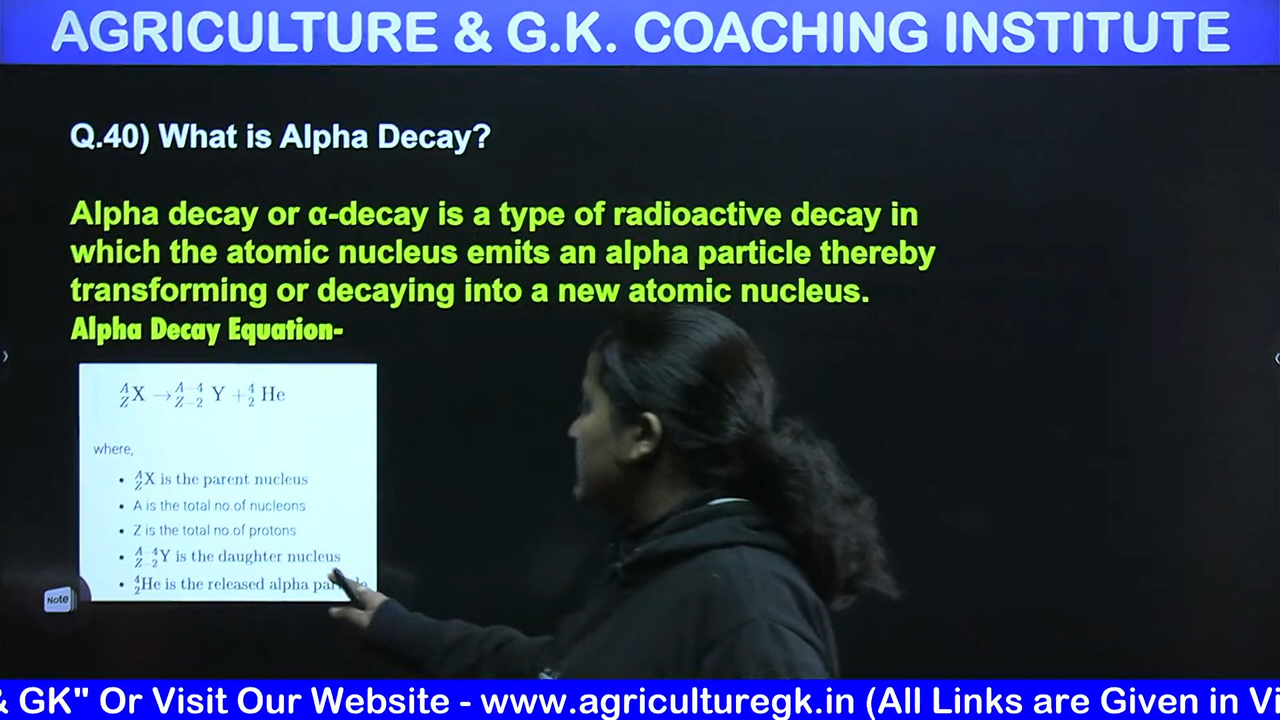 AGRICULTURE & G.K. COACHING INSTITUTE
Q.40) What is Alpha Decay?
Alpha decay or α-decay is a type of radioactive decay in
which the atomic nucleus emits an alpha particle thereby
transforming or decaying into a new atomic nucleus.
Alpha Decay Equation-
ᴬ_Z X → ᴬ⁻⁴_Z₋₂ Y + ⁴₂ He
where,
• ᴬ_Z X is the parent nucleus
• A is the total no.of nucleons
• Z is the total no.of protons
• ᴬ⁻⁴_Z₋₂ Y is the daughter nucleus
• ⁴₂He is the released alpha
Note
& GK" Or Visit Our Website - www.agriculturegk.in (All Links are Given in